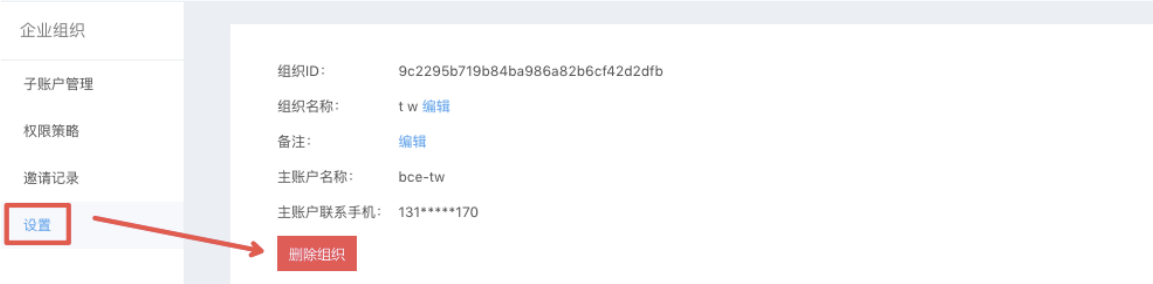 企业组织
子账户管理
权限策略
邀请记录
设置
组织ID： 9c2295b719b84ba986a82b6cf42d2dfb
组织名称： t w 编辑
备注： 编辑
主账户名称： bce-tw
主账户联系手机： 131*****170
删除组织